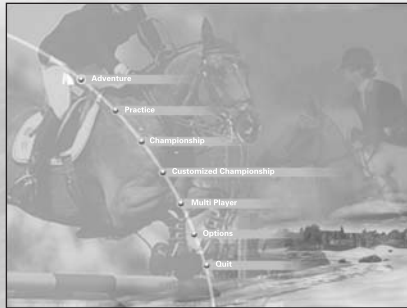 Adventure
Practice
Championship
Customized Championship
Multi Player
Options
Quit